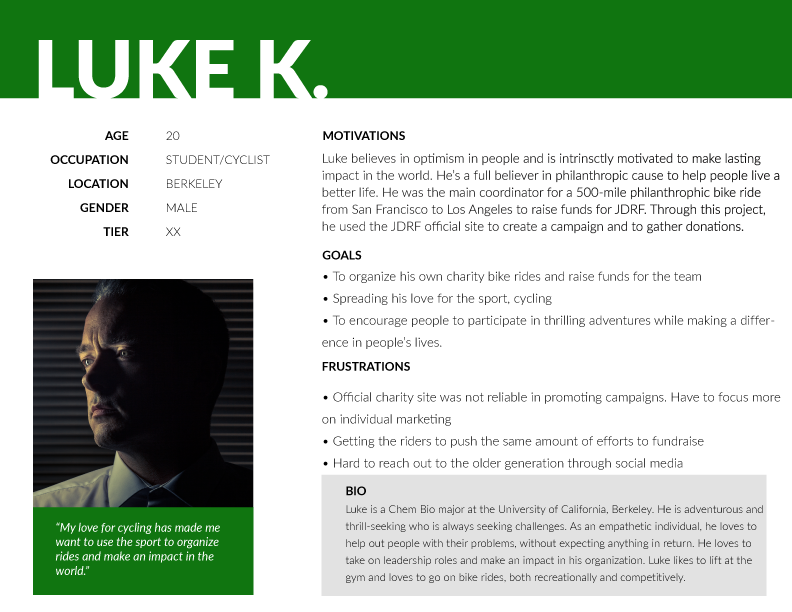 LUKE K.
AGE 20
OCCUPATION STUDENT/CYCLIST
LOCATION BERKELEY
GENDER MALE
TIER XX
“My love for cycling has made me
want to use the sport to organize
rides and make an impact in the
world.”
MOTIVATIONS
Luke believes in optimism in people and is intrinsctly motivated to make lasting
impact in the world. He’s a full believer in philanthropic cause to help people live a
better life. He was the main coordinator for a 500-mile philanthrophic bike ride
from San Francisco to Los Angeles to raise funds for JDRF. Through this project,
he used the JDRF official site to create a campaign and to gather donations.
GOALS
• To organize his own charity bike rides and raise funds for the team
• Spreading his love for the sport, cycling
• To encourage people to participate in thrilling adventures while making a differ-
ence in people’s lives.
FRUSTRATIONS
• Official charity site was not reliable in promoting campaigns. Have to focus more
on individual marketing
• Getting the riders to push the same amount of efforts to fundraise
• Hard to reach out to the older generation through social media
BIO
Luke is a Chem Bio major at the University of California, Berkeley. He is adventurous and
thrill-seeking who is always seeking challenges. As an empathetic individual, he loves to
help out people with their problems, without expecting anything in return. He loves to
take on leadership roles and make an impact in his organization. Luke likes to lift at the
gym and loves to go on bike rides, both recreationally and competitively.